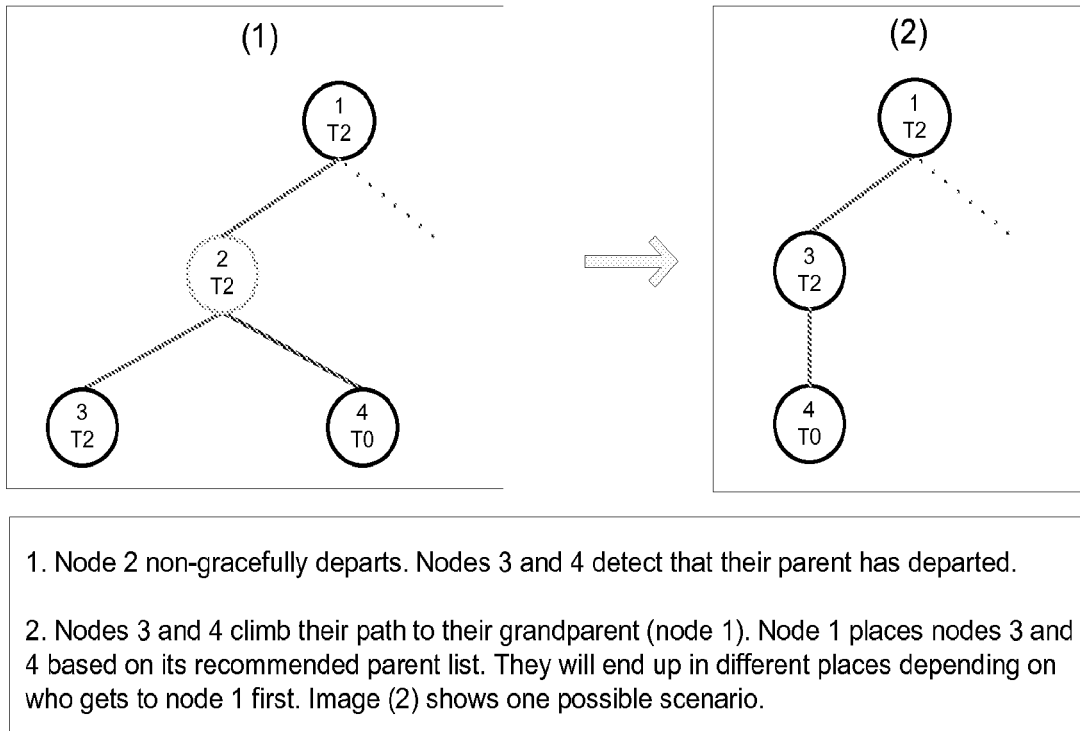 (1)
(2)
1
T2
1
T2
2
T2
3
T2
3
T2
4
T0
4
T0
1. Node 2 non-gracefully departs. Nodes 3 and 4 detect that their parent has departed.
2. Nodes 3 and 4 climb their path to their grandparent (node 1). Node 1 places nodes 3 and
4 based on its recommended parent list. They will end up in different places depending on
who gets to node 1 first. Image (2) shows one possible scenario.